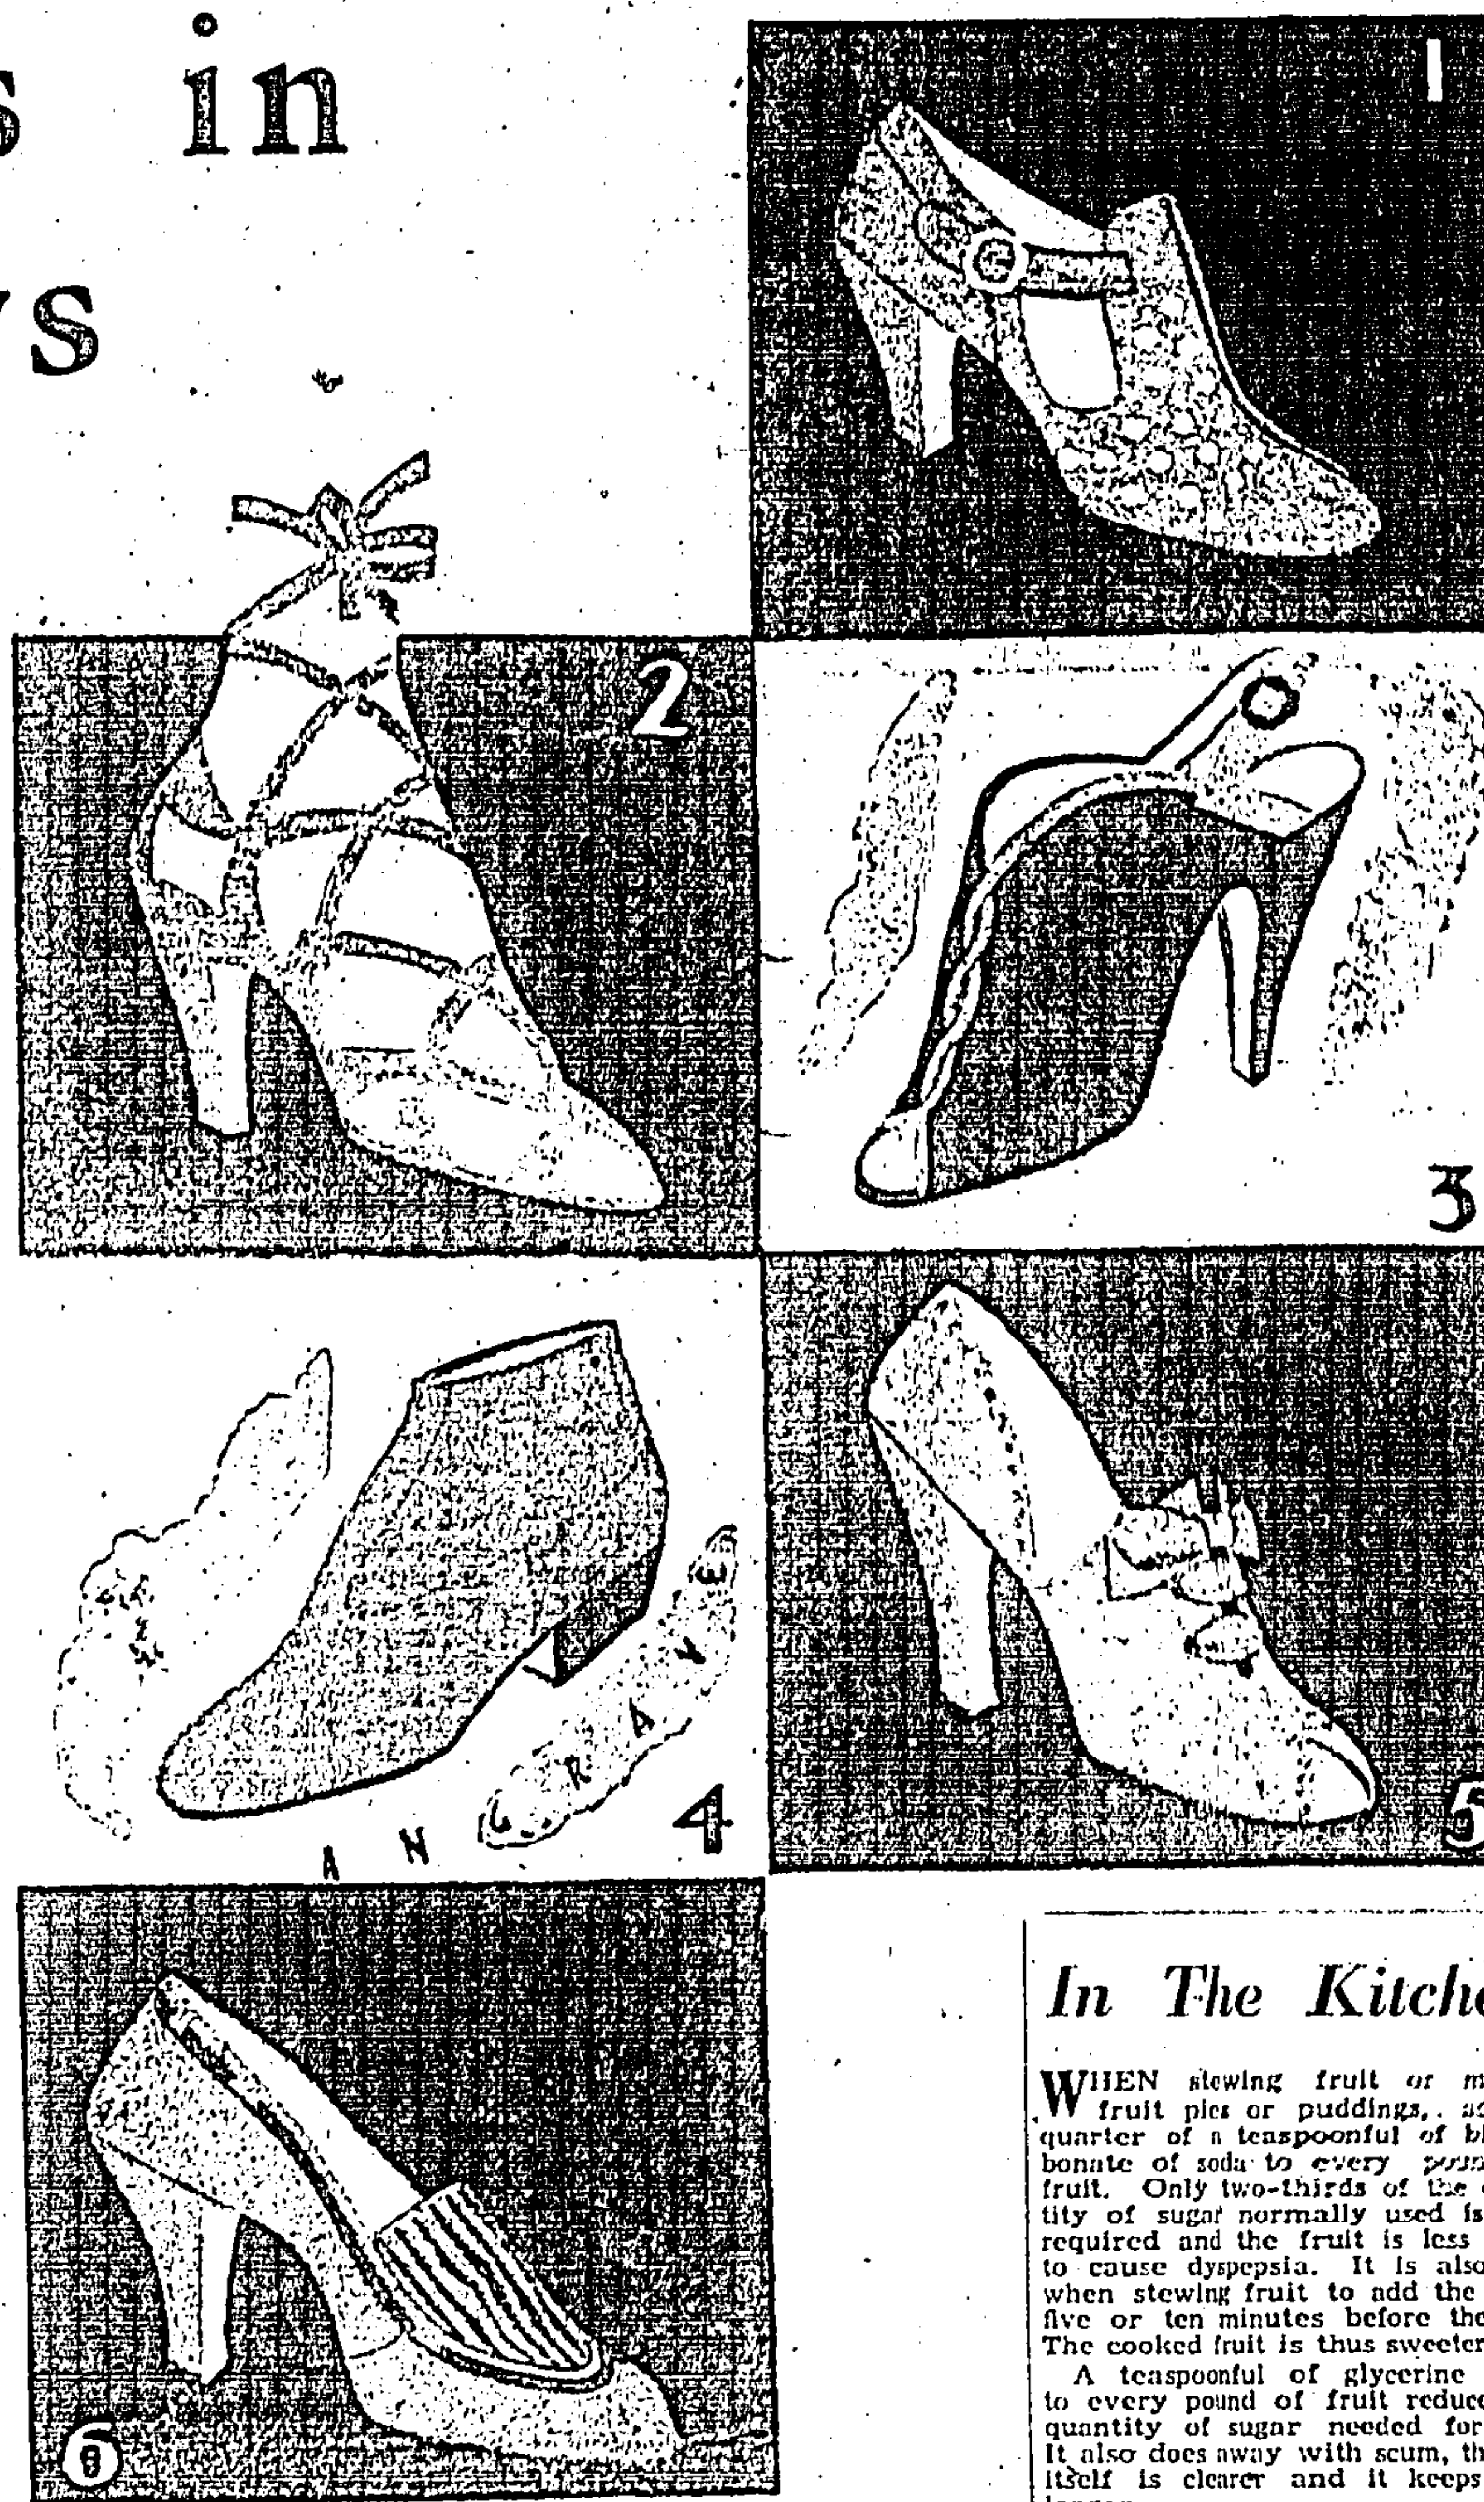 in
1
2
3
4
5
6
A N
G R A V E
In The
WHEN stewing fruit or
fruit pies or puddings,
quarter of a teaspoonful of
bonate of soda to every
fruit. Only two-thirds of the
tity of sugar normally used is
required and the fruit is less
to cause dyspepsia. It is also
when stewing fruit to add the
five or ten minutes before the
The cooked fruit is thus sweeter
A teaspoonful of glycerine
to every pound of fruit
quantity of sugar needed for
It also does away with scum,
itself is clearer and it keeps